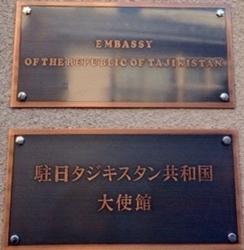 EMBASSY
OF THE REPUBLIC OF TAJIKISTAN
駐日タジキスタン共和国
大使館